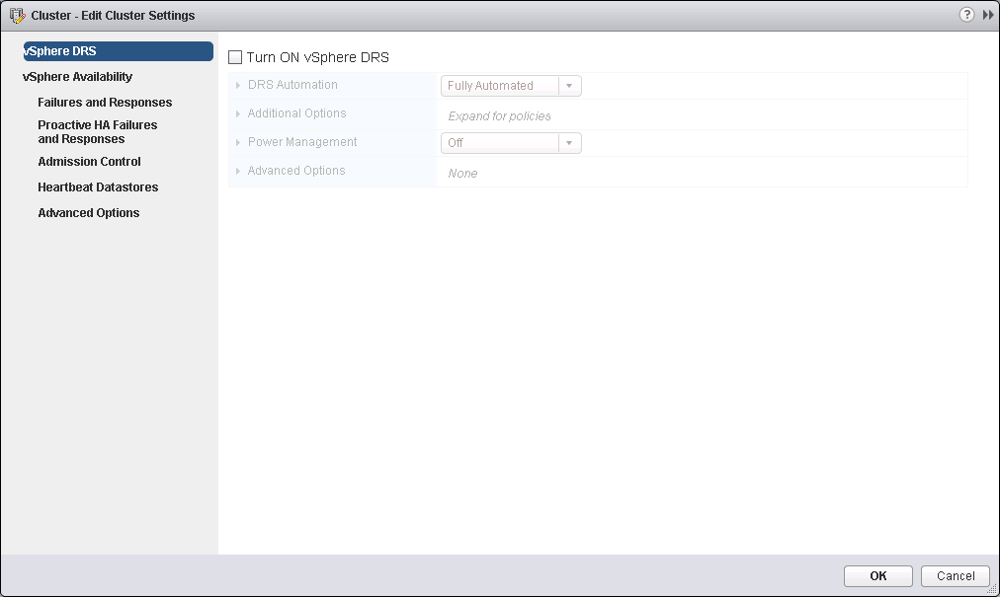 Cluster - Edit Cluster Settings
?
vSphere DRS
vSphere Availability
Failures and Responses
Proactive HA Failures
and Responses
Admission Control
Heartbeat Datastores
Advanced Options
Turn ON vSphere DRS
DRS Automation
Fully Automated
Additional Options
Expand for policies
Power Management
Off
Advanced Options
None
OK
Cancel